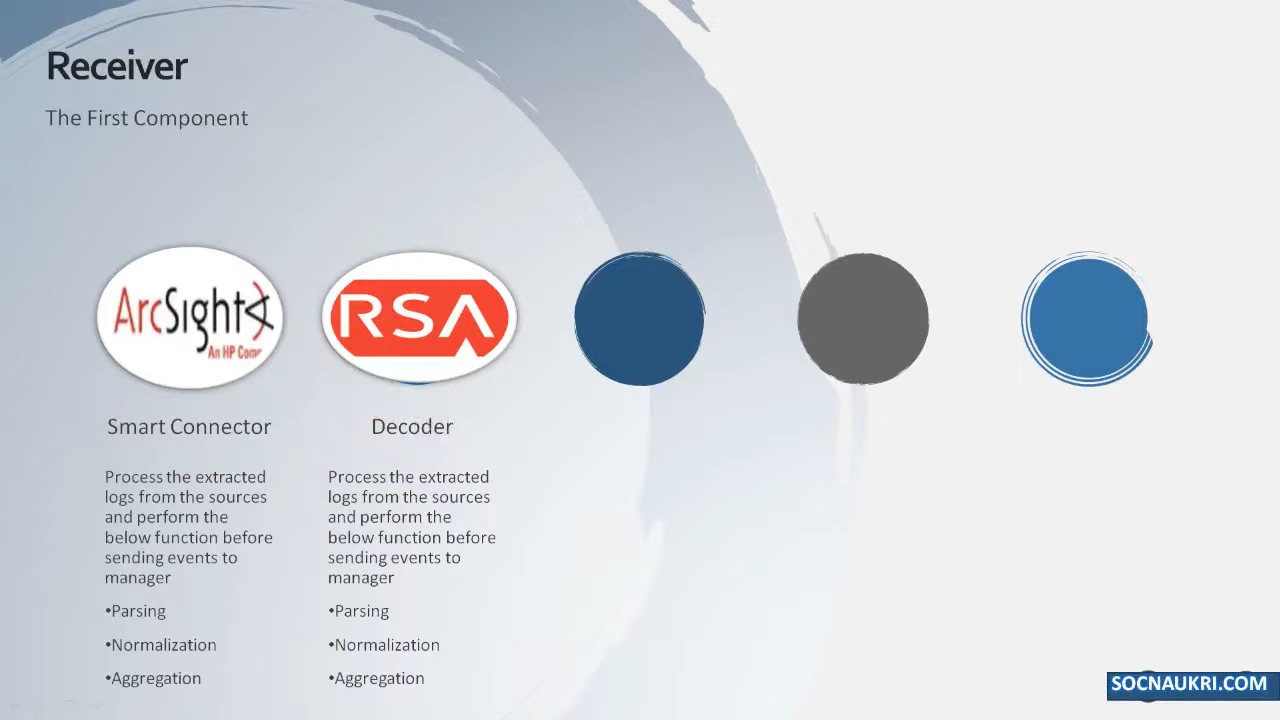 Receiver
The First Component
ArcSight
An HP Com
RSA
Smart Connector
Decoder
Process the extracted
logs from the sources
and perform the
below function before
sending events to
manager
•Parsing
•Normalization
•Aggregation
Process the extracted
logs from the sources
and perform the
below function before
sending events to
manager
•Parsing
•Normalization
•Aggregation
SOCNAUKRI.COM